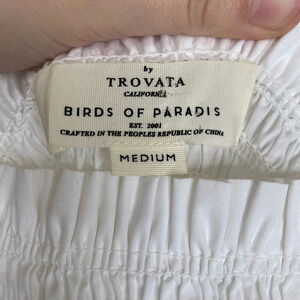 by
TROVATA
CALIFORNIA
BIRDS OF PARADIS
EST. 2001
CRAFTED IN THE PEOPLES REPUBLIC OF CHINA
MEDIUM